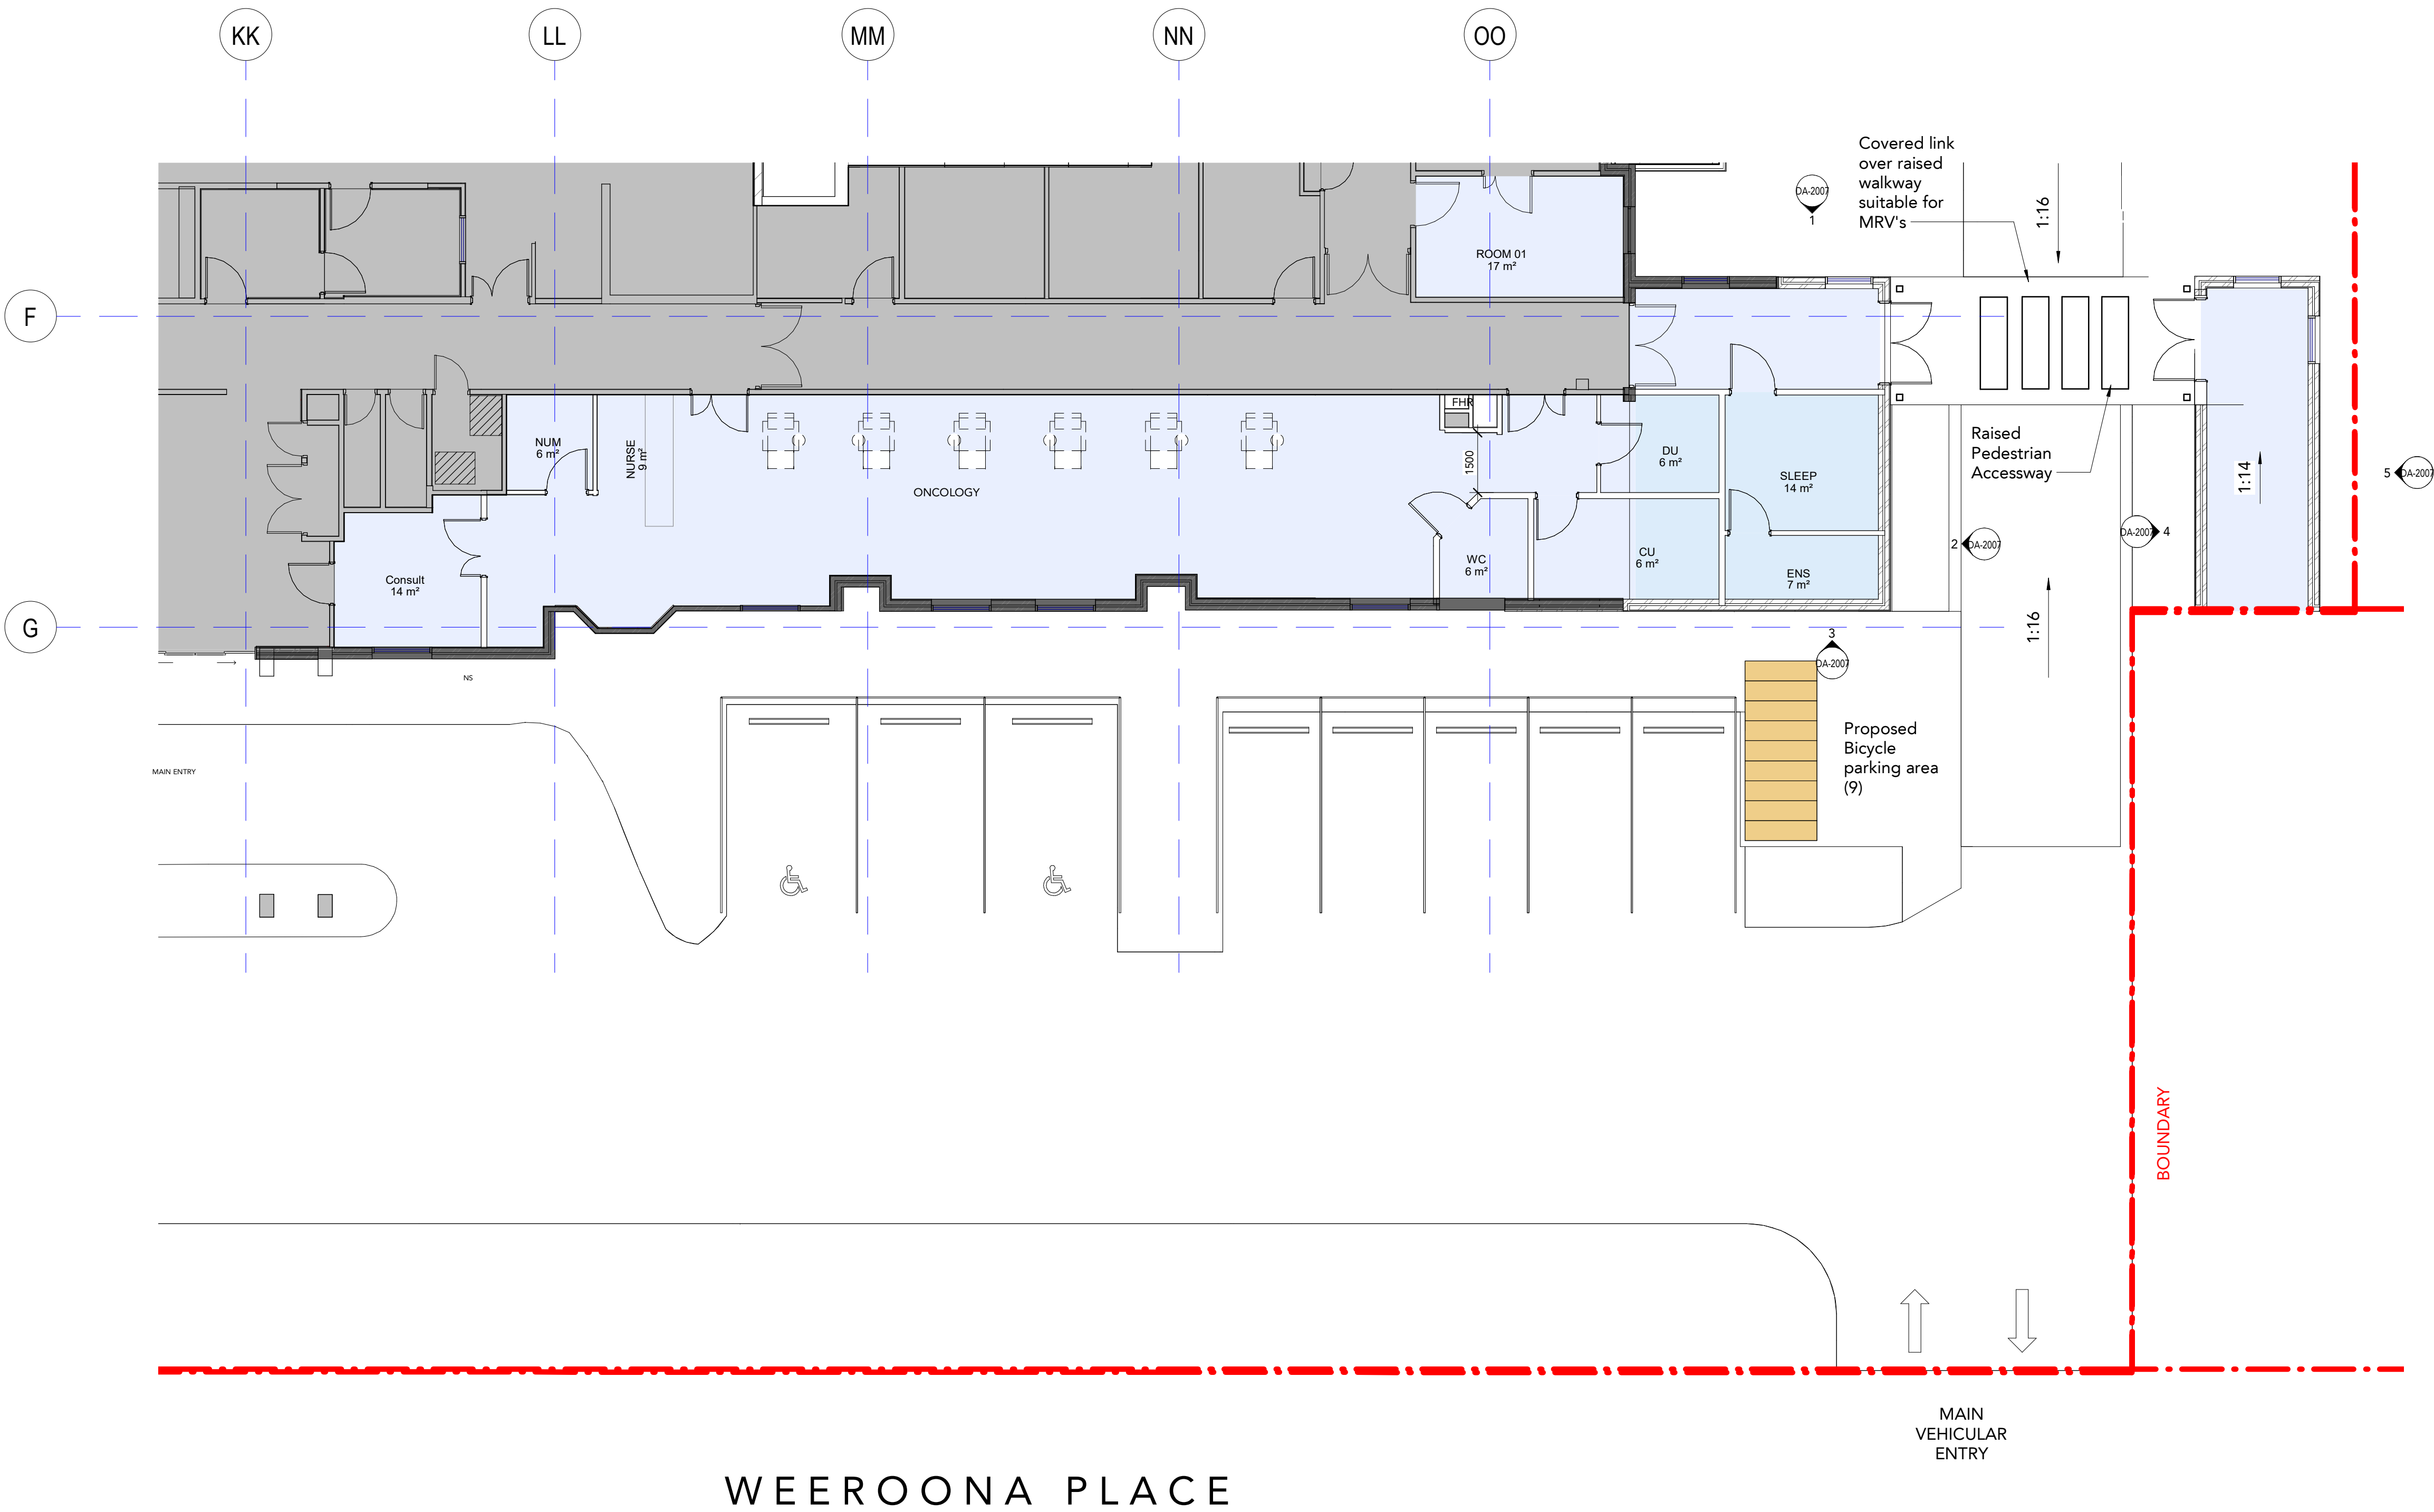 KK
LL
MM
NN
OO
Covered link
over raised
walkway
suitable for
MRV's
DA-2007
1
1:16
ROOM 01
17 m²
F
FHR
NUM
6 m²
NURSE
9 m²
ONCOLOGY
1500
DU
6 m²
SLEEP
14 m²
Raised
Pedestrian
Accessway
1:14
5
DA-2007
2
DA-2007
DA-2007
4
Consult
14 m²
WC
6 m²
CU
6 m²
ENS
7 m²
G
1:16
3
DA-2007
NS
Proposed
Bicycle
parking area
(9)
MAIN ENTRY
BOUNDARY
MAIN
VEHICULAR
ENTRY
WEEROONA PLACE